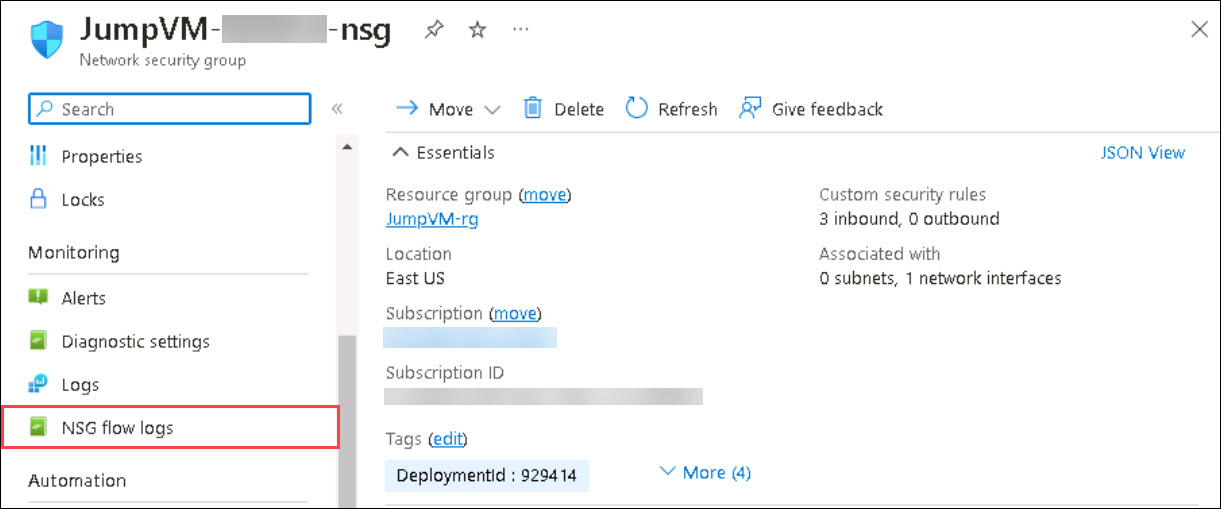 JumpVM- -nsg
Network security group
Search
Properties
Locks
Monitoring
Alerts
Diagnostic settings
Logs
NSG flow logs
Automation
Move Delete Refresh Give feedback
Essentials JSON View
Resource group (move)
JumpVM-rg
Location
East US
Subscription (move)
Subscription ID
Tags (edit)
DeploymentId : 929414 More (4)
Custom security rules
3 inbound, 0 outbound
Associated with
0 subnets, 1 network interfaces